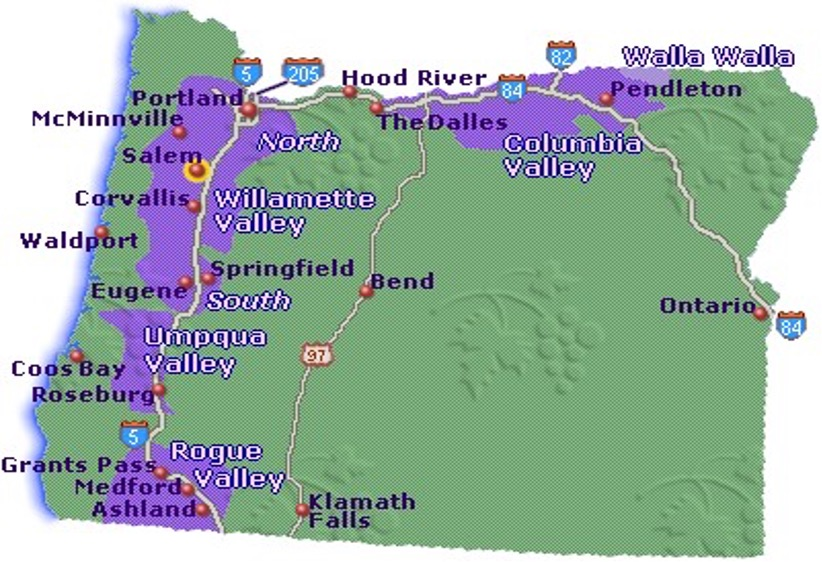 82
Walla Walla
5
205
Hood River
84
Portland
Pendleton
McMinnville
TheDalles
North
Columbia
Valley
Salem
Corvallis
Willamette
Valley
Waldport
Springfield
Eugene
South
Bend
Ontario
84
Umpqua
Valley
97
Coos Bay
Roseburg
5
Rogue
Valley
Grants Pass
Medford
Ashland
Klamath
Falls